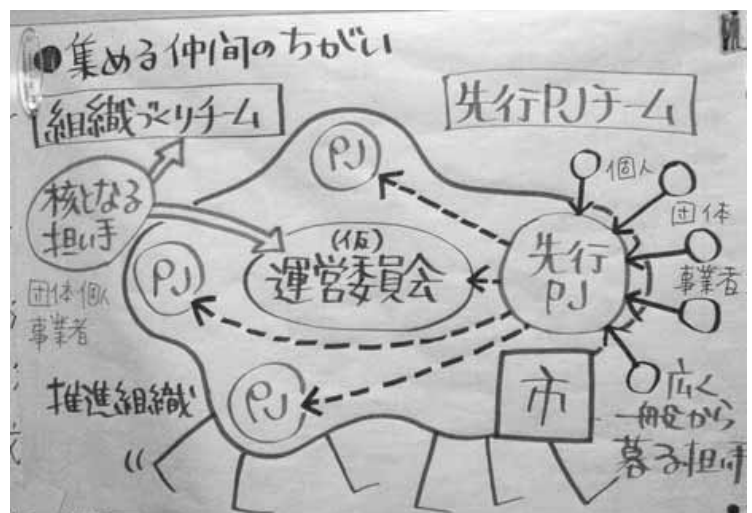 ●集める仲間のちがい
組織づくりチーム
先行PJチーム
核となる
担い手
団体個人
事業者
PJ
PJ
PJ
(仮)
運営委員会
先行
PJ
個人
団体
事業者
市
推進組織
広く
一般から
募る担い手